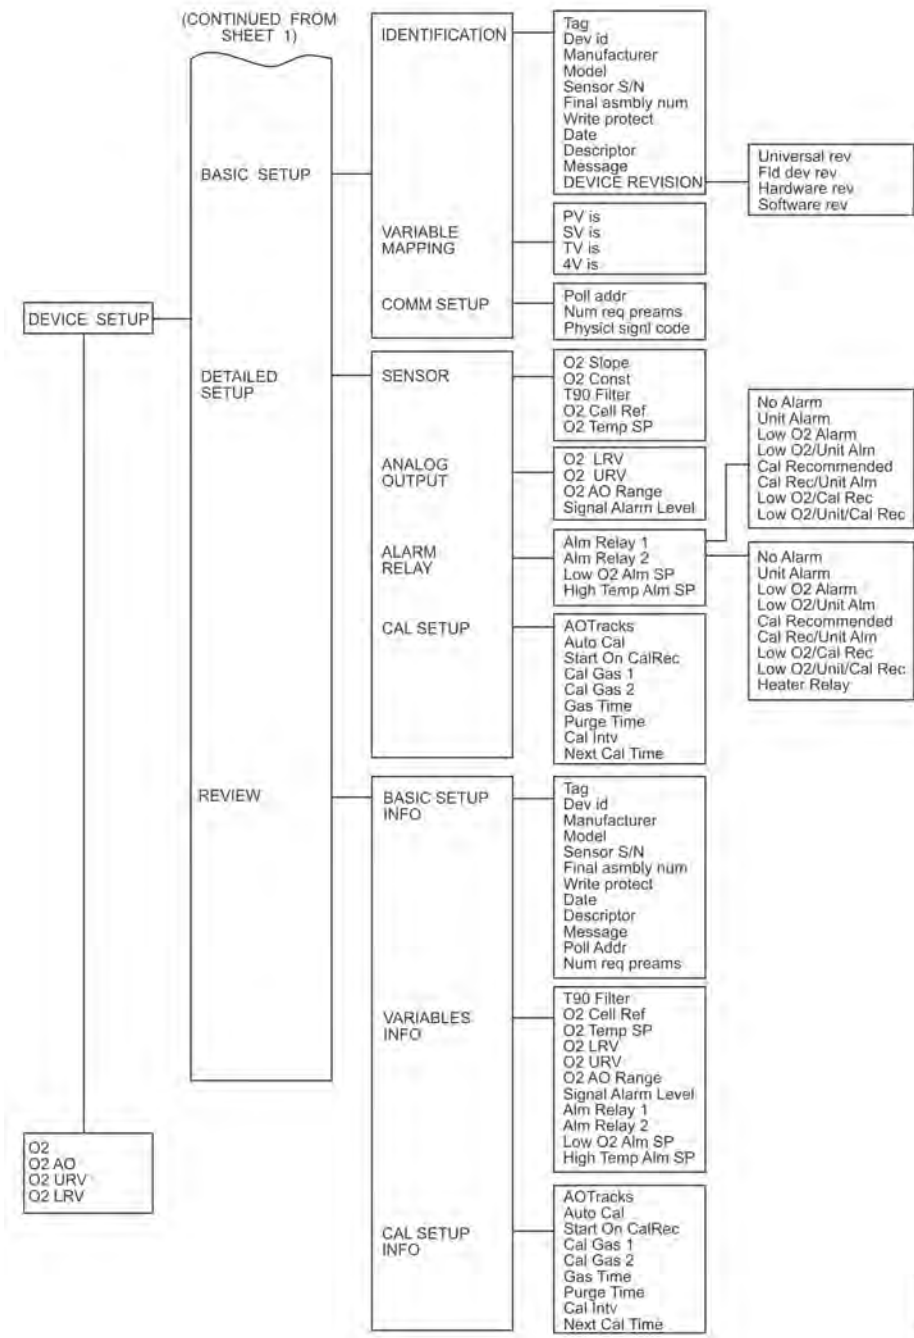 (CONTINUED FROM
SHEET 1)
DEVICE SETUP
BASIC SETUP
IDENTIFICATION
Tag
Dev id
Manufacturer
Model
Sensor S/N
Final asmbly num
Write protect
Date
Descriptor
Message
DEVICE REVISION
Universal rev
Fld dev rev
Hardware rev
Software rev
VARIABLE
MAPPING
PV is
SV is
TV is
4V is
COMM SETUP
Poll addr
Num req preams
Physicl signl code
DETAILED
SETUP
SENSOR
O2 Slope
O2 Const
T90 Filter
O2 Cell Ref
O2 Temp SP
ANALOG
OUTPUT
O2 LRV
O2 URV
O2 AO Range
Signal Alarm Level
ALARM
RELAY
Alm Relay 1
Alm Relay 2
Low O2 Alm SP
High Temp Alm SP
No Alarm
Unit Alarm
Low O2 Alarm
Low O2/Unit Alm
Cal Recommended
Cal Rec/Unit Alm
Low O2/Cal Rec
Low O2/Unit/Cal Rec
No Alarm
Unit Alarm
Low O2 Alarm
Low O2/Unit Alm
Cal Recommended
Cal Rec/Unit Alm
Low O2/Cal Rec
Low O2/Unit/Cal Rec
Heater Relay
CAL SETUP
AOTracks
Auto Cal
Start On CalRec
Cal Gas 1
Cal Gas 2
Gas Time
Purge Time
Cal Intv
Next Cal Time
REVIEW
BASIC SETUP
INFO
Tag
Dev id
Manufacturer
Model
Sensor S/N
Final asmbly num
Write protect
Date
Descriptor
Message
Poll Addr
Num req preams
VARIABLES
INFO
T90 Filter
O2 Cell Ref
O2 Temp SP
O2 LRV
O2 URV
O2 AO Range
Signal Alarm Level
Alm Relay 1
Alm Relay 2
Low O2 Alm SP
High Temp Alm SP
CAL SETUP
INFO
AOTracks
Auto Cal
Start On CalRec
Cal Gas 1
Cal Gas 2
Gas Time
Purge Time
Cal Intv
Next Cal Time
O2
O2 AO
O2 URV
O2 LRV